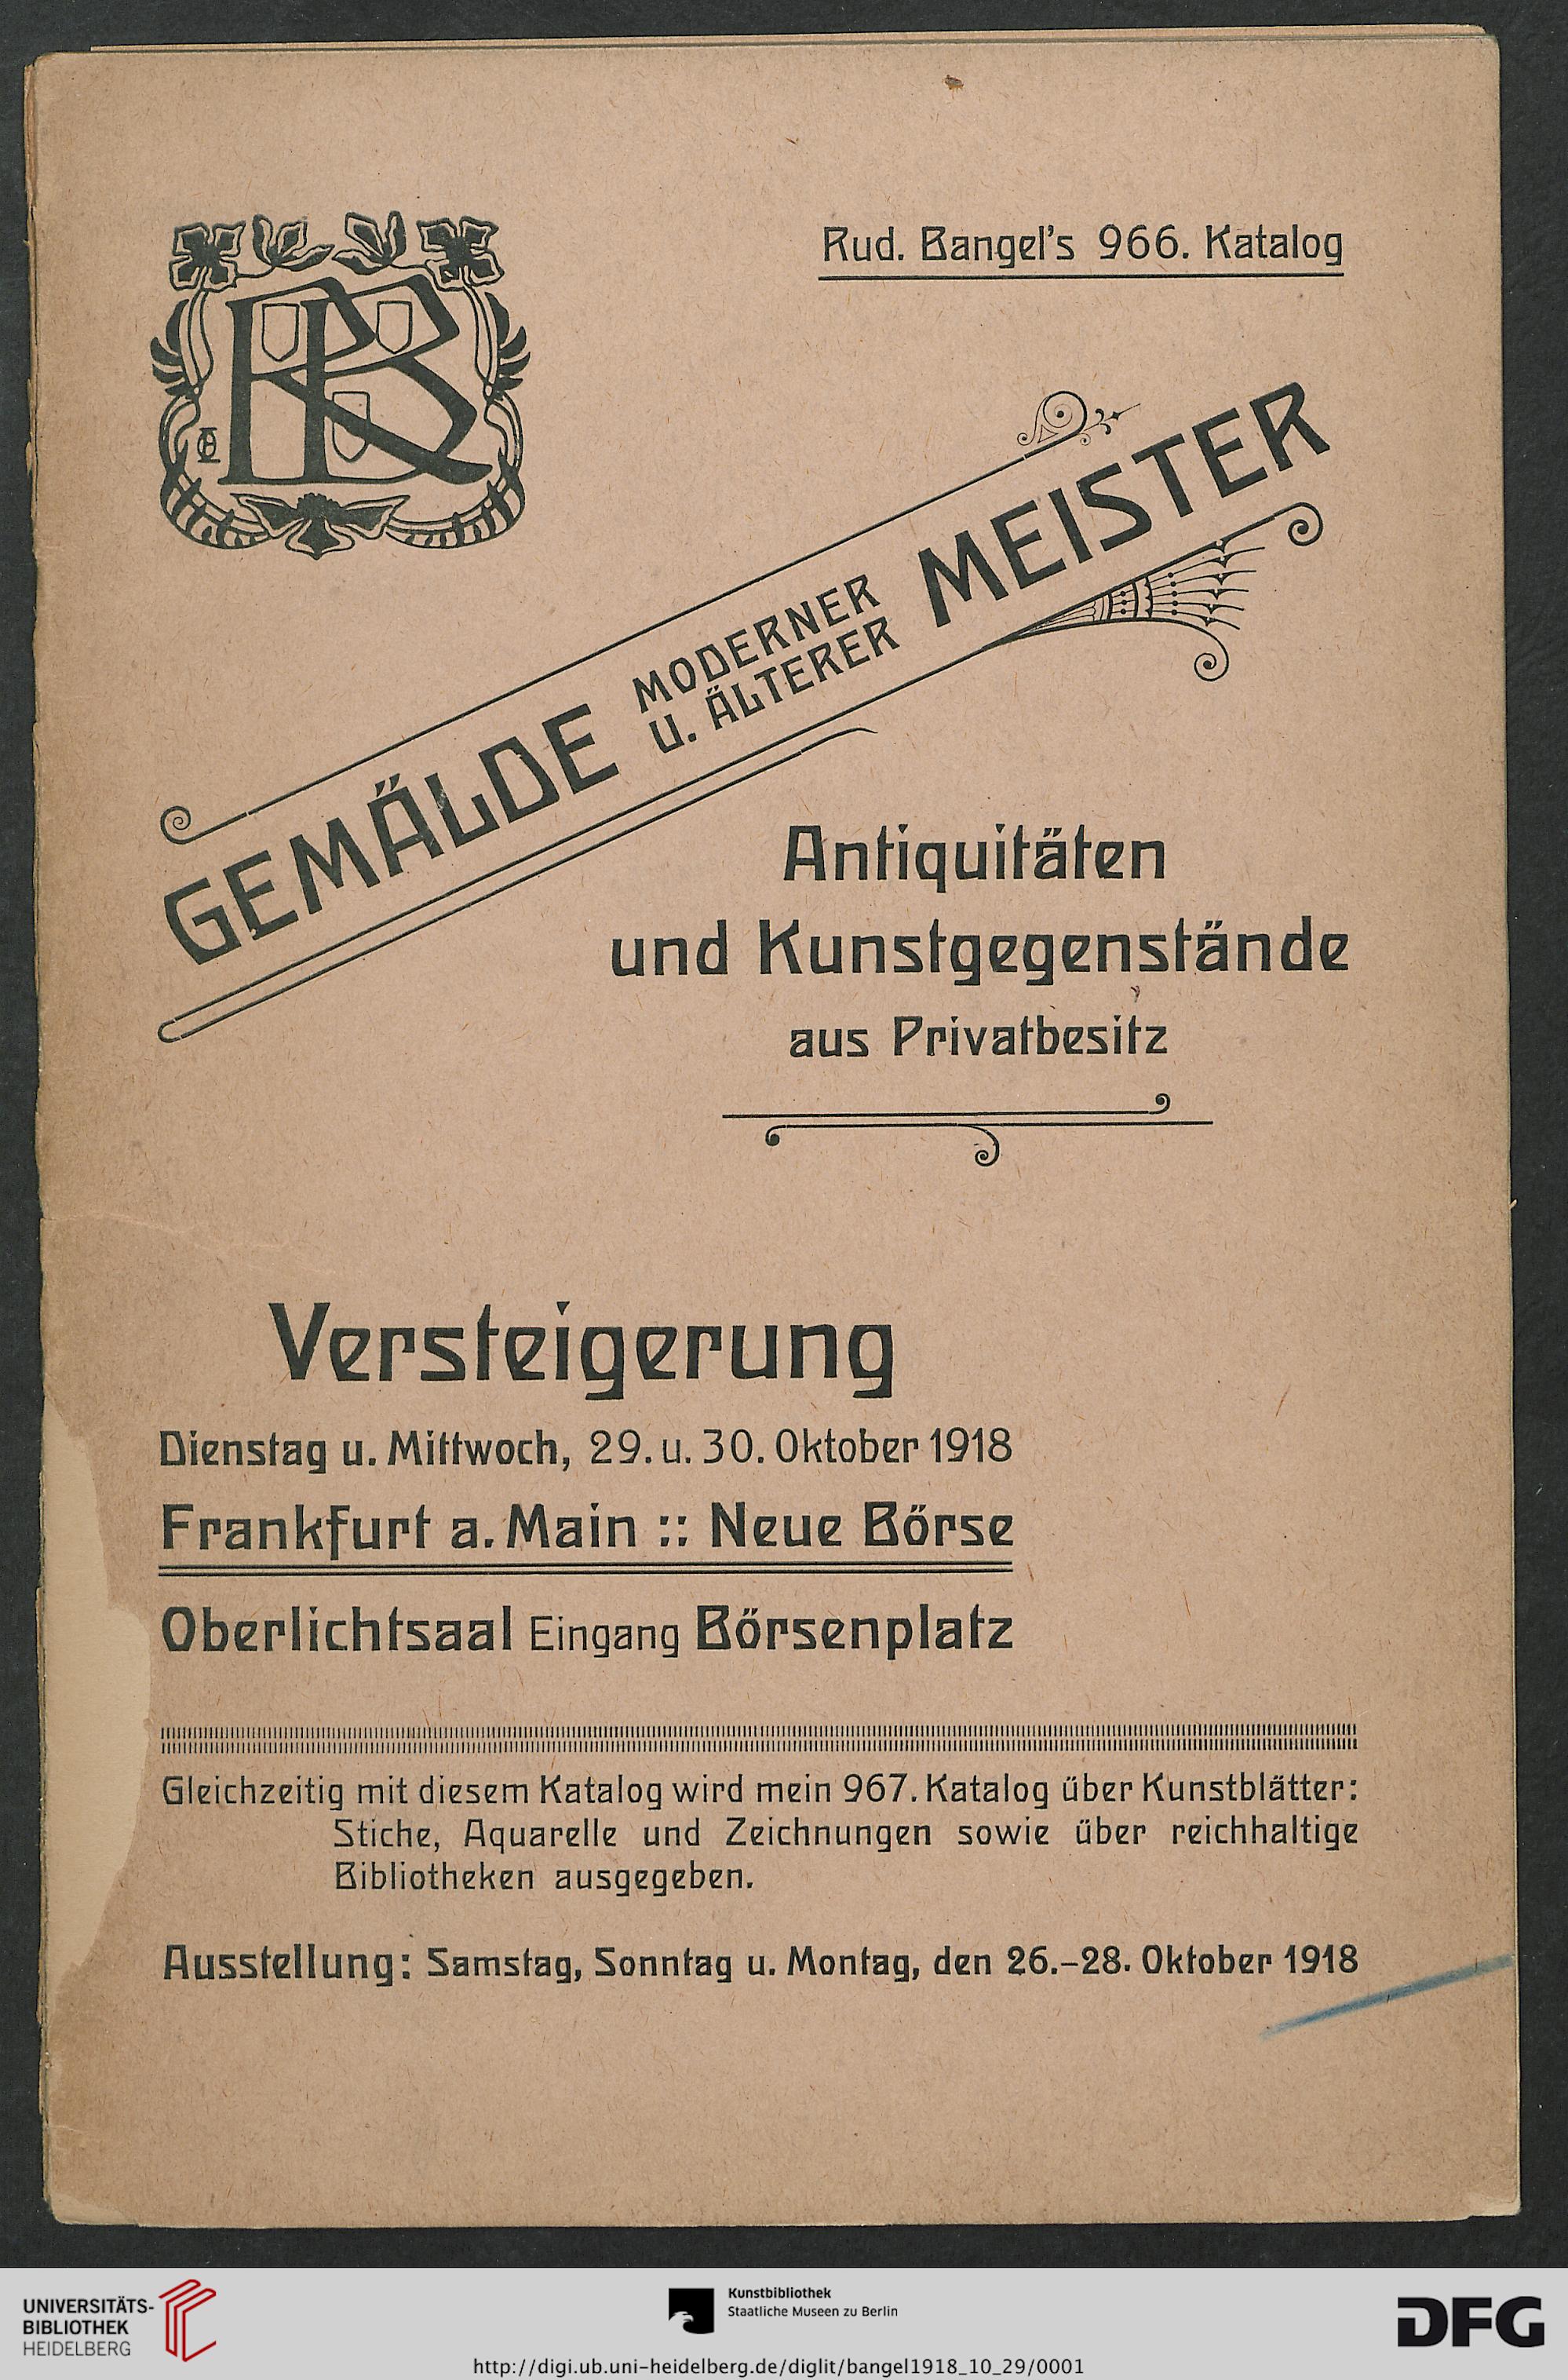 Rud. Bangel's 966. Katalog
RB
GEMÄLDE MODERNER
U. ÄLTERER MEISTER
Antiquitäten
und Kunstgegenstände
aus Privatbesitz
Versteigerung
Dienstag u. Mittwoch, 29. u. 30. Oktober 1918
Frankfurt a. Main :: Neue Börse
Oberlichtsaal Eingang Börsenplatz
Gleichzeitig mit diesem Katalog wird mein 967. Katalog über Kunstblätter:
Stiche, Aquarelle und Zeichnungen sowie über reichhaltige
Bibliotheken ausgegeben.
Ausstellung: Samstag, Sonntag u. Montag, den 26.-28. Oktober 1918
UNIVERSITÄTS-
BIBLIOTHEK
HEIDELBERG
Kunstbibliothek
Staatliche Museen zu Berlin
DFG
http://digi.ub.uni-heidelberg.de/diglit/bangel1918_10_29/0001